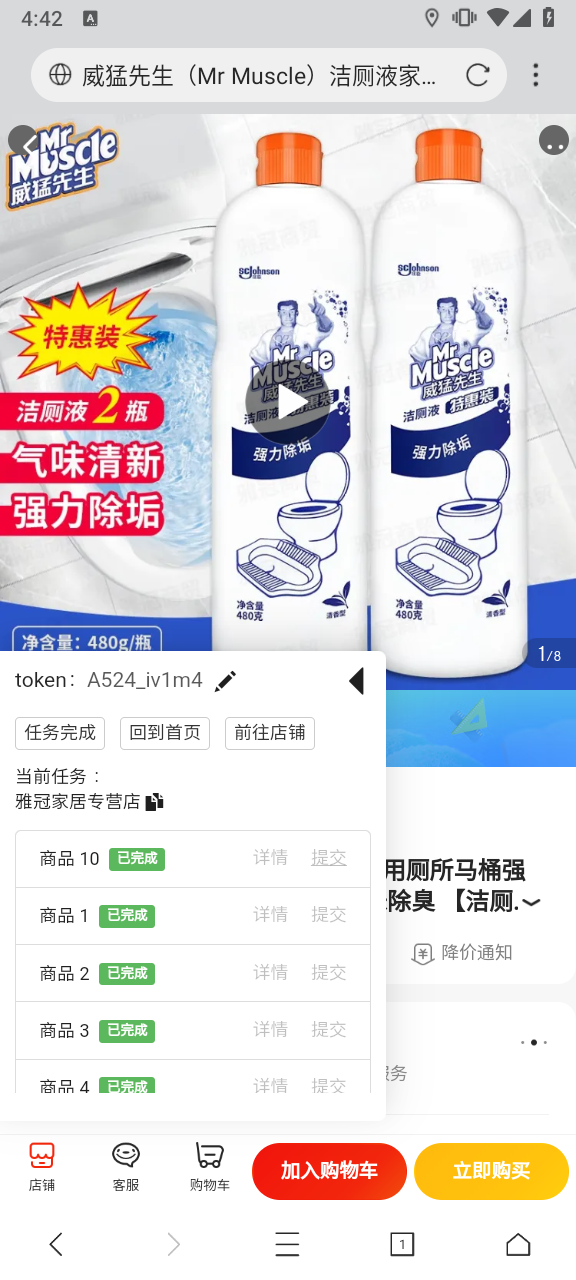 4:42
A
威猛先生（Mr Muscle）洁厕液家…
Mr
Muscle
威猛先生
特惠装
洁厕液2瓶
气味清新
强力除垢
净含量：480g/瓶
SCJohnson
Mr
Muscle
威猛先生
洁厕液 特惠装
强力除垢
净含量
480克
清香型
SCJohnson
Mr
Muscle
威猛先生
洁厕液 特惠装
强力除垢
净含量
480克
清香型
1/8
token： A524_iv1m4
任务完成 回到首页 前往店铺
当前任务：
雅冠家居专营店
商品 10 已完成 详情 提交
商品 1 已完成 详情 提交
商品 2 已完成 详情 提交
商品 3 已完成 详情 提交
商品 4 已完成 详情 提交
用厕所马桶强
除臭 【洁厕.
降价通知
服务
店铺
客服
购物车
加入购物车
立即购买
1